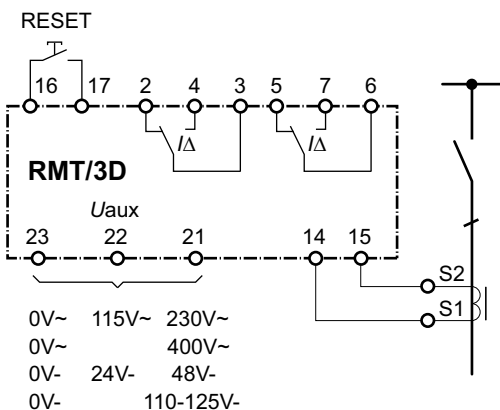 RESET
16 17 2 4 3 5 7 6
IΔ IΔ
RMT/3D
Uaux
23 22 21 14 15
S2
S1
0V~ 115V~ 230V~
0V~ 400V~
0V- 24V- 48V-
0V- 110-125V-